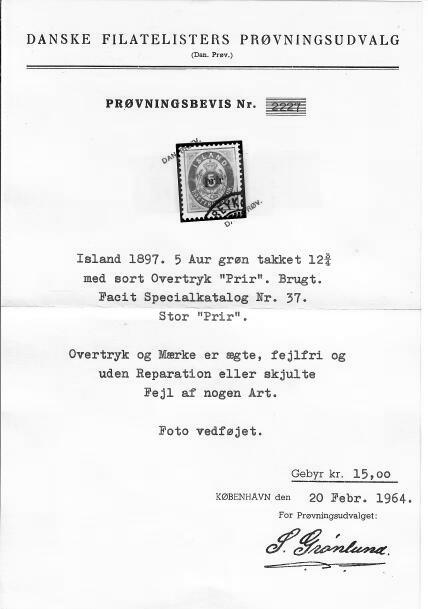 DANSKE FILATELISTERS PRØVNINGSUDVALG
(Dan. Prøv.)
PRØVNINGSBEVIS Nr. 2227
ISLAND
Island 1897. 5 Aur grøn takket 12¾
med sort Overtryk "Prir". Brugt.
Facit Specialkatalog Nr. 37.
Stor "Prir".
Overtryk og Mærke er ægte, fejlfri og
uden Reparation eller skjulte
Fejl af nogen Art.
Foto vedføjet.
Gebyr kr. 15,00
KØBENHAVN den 20 Febr. 1964.
For Prøvningsudvalget:
S. Grønlund.